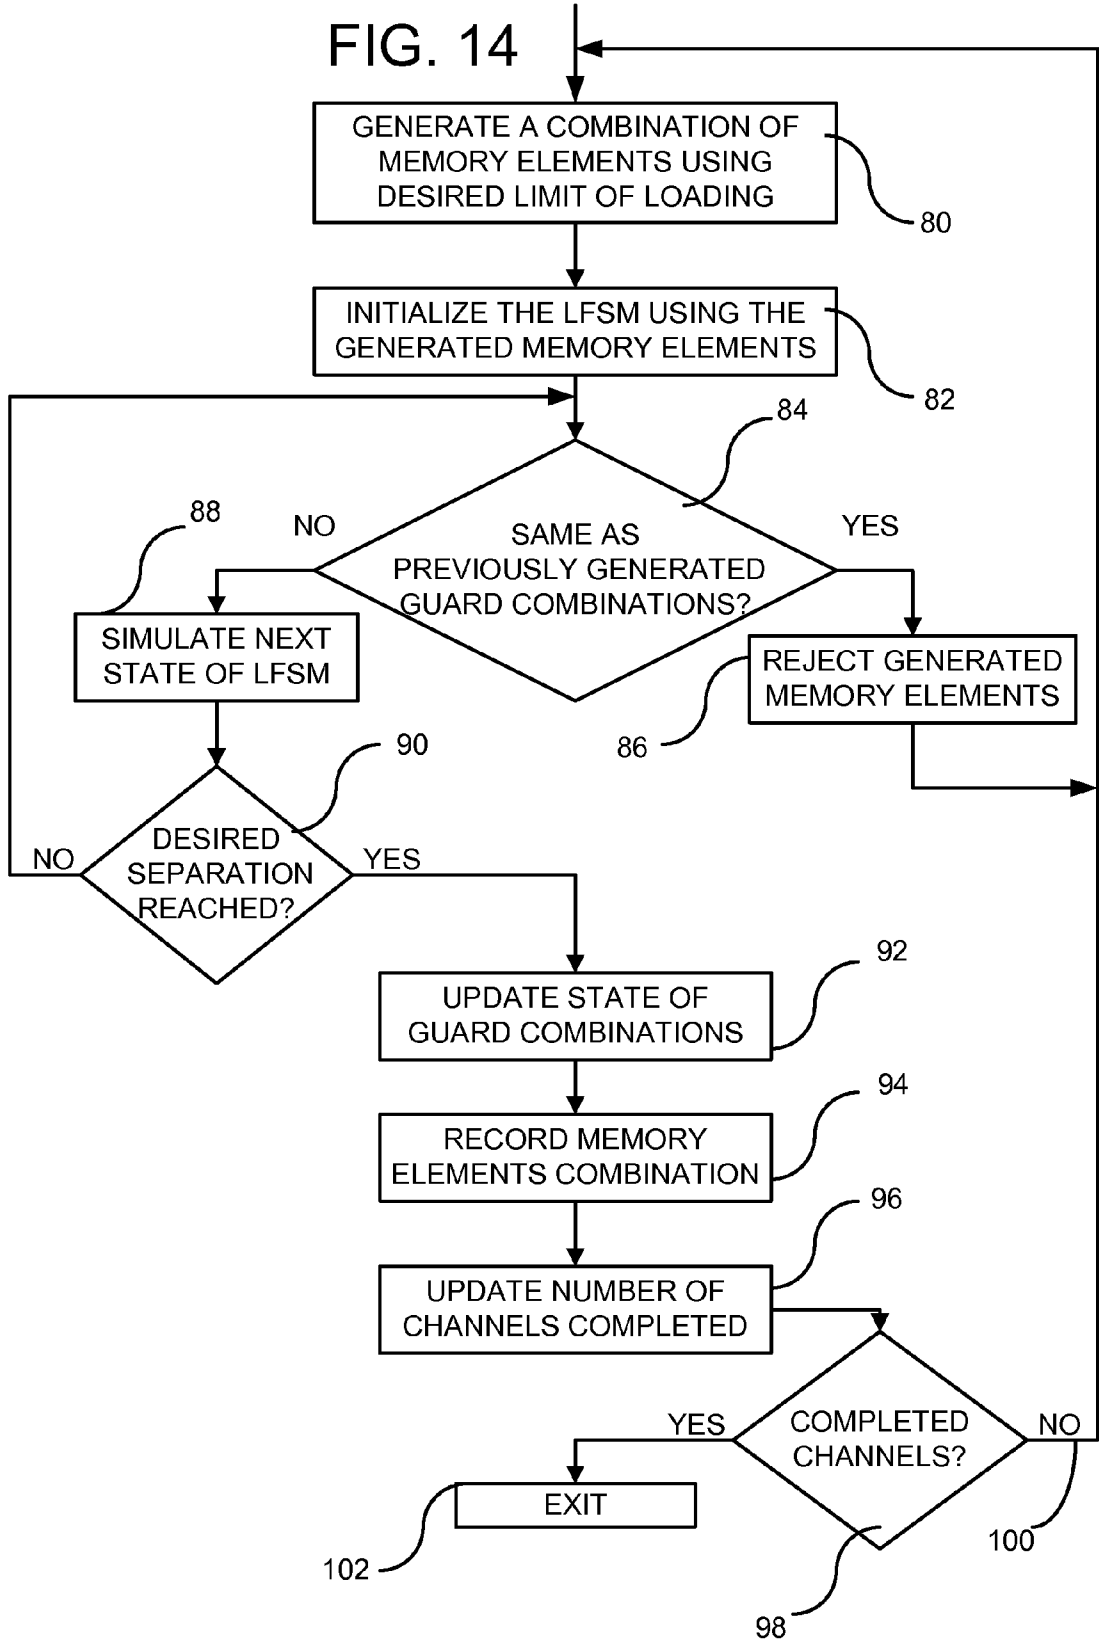 FIG. 14
GENERATE A COMBINATION OF
MEMORY ELEMENTS USING
DESIRED LIMIT OF LOADING
80
INITIALIZE THE LFSM USING THE
GENERATED MEMORY ELEMENTS
82
84
88
NO
YES
SAME AS
PREVIOUSLY GENERATED
GUARD COMBINATIONS?
SIMULATE NEXT
STATE OF LFSM
REJECT GENERATED
MEMORY ELEMENTS
86
90
NO
DESIRED
SEPARATION
REACHED?
YES
92
UPDATE STATE OF
GUARD COMBINATIONS
94
RECORD MEMORY
ELEMENTS COMBINATION
96
UPDATE NUMBER OF
CHANNELS COMPLETED
YES
COMPLETED
CHANNELS?
NO
EXIT
100
102
98